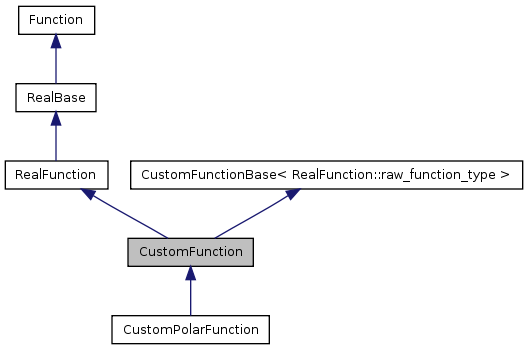 Function
RealBase
RealFunction
CustomFunctionBase< RealFunction::raw_function_type >
CustomFunction
CustomPolarFunction